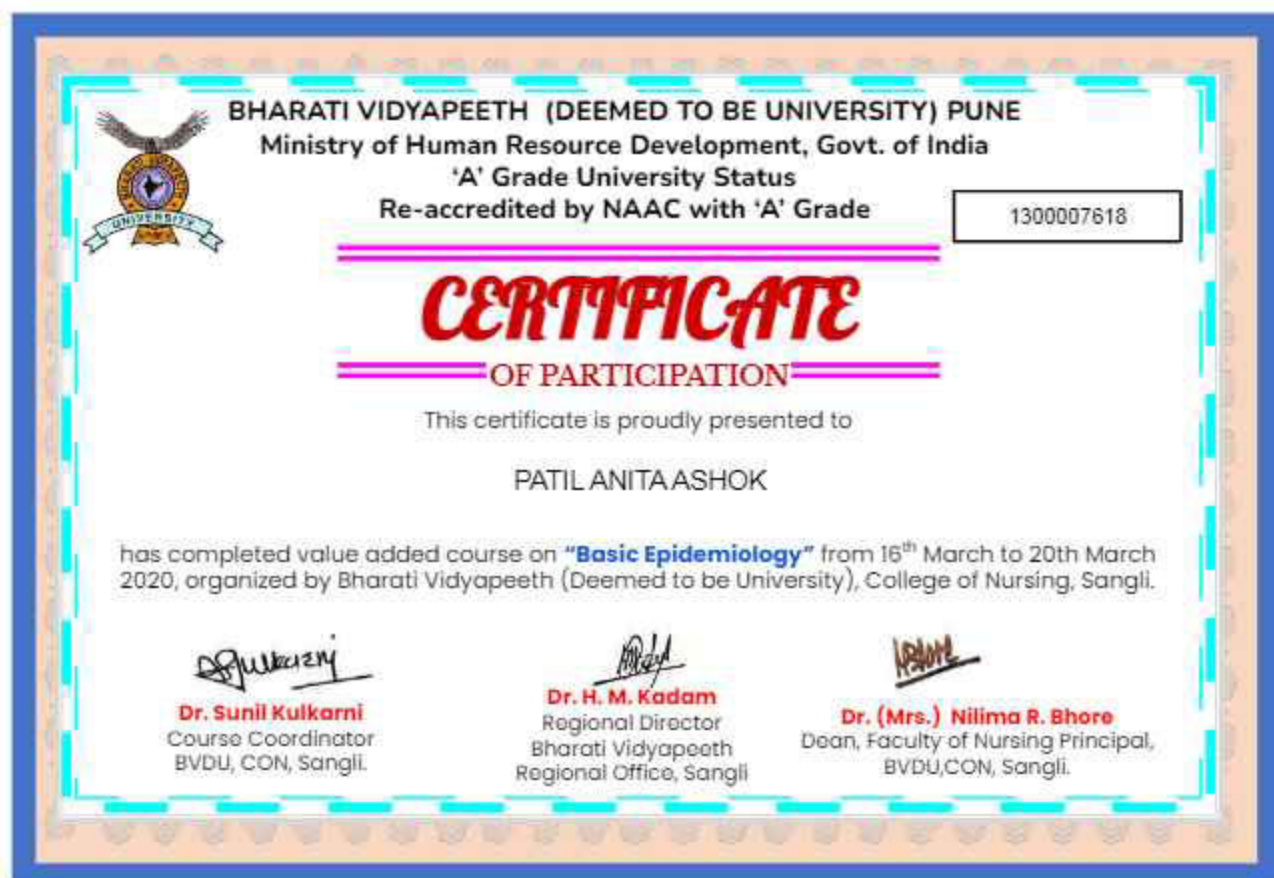 BHARATI VIDYAPEETH (DEEMED TO BE UNIVERSITY) PUNE
Ministry of Human Resource Development, Govt. of India
‘A’ Grade University Status
Re-accredited by NAAC with ‘A’ Grade
1300007618
BHARATI VIDYAPEETH
UNIVERSITY
CERTIFICATE
OF PARTICIPATION
This certificate is proudly presented to
PATIL ANITA ASHOK
has completed value added course on "Basic Epidemiology" from 16th March to 20th March
2020, organized by Bharati Vidyapeeth (Deemed to be University), College of Nursing, Sangli.
Dr. Sunil Kulkarni
Course Coordinator
BVDU, CON, Sangli.
Dr. H. M. Kadam
Regional Director
Bharati Vidyapeeth
Regional Office, Sangli
Dr. (Mrs.) Nilima R. Bhore
Dean, Faculty of Nursing Principal,
BVDU,CON, Sangli.